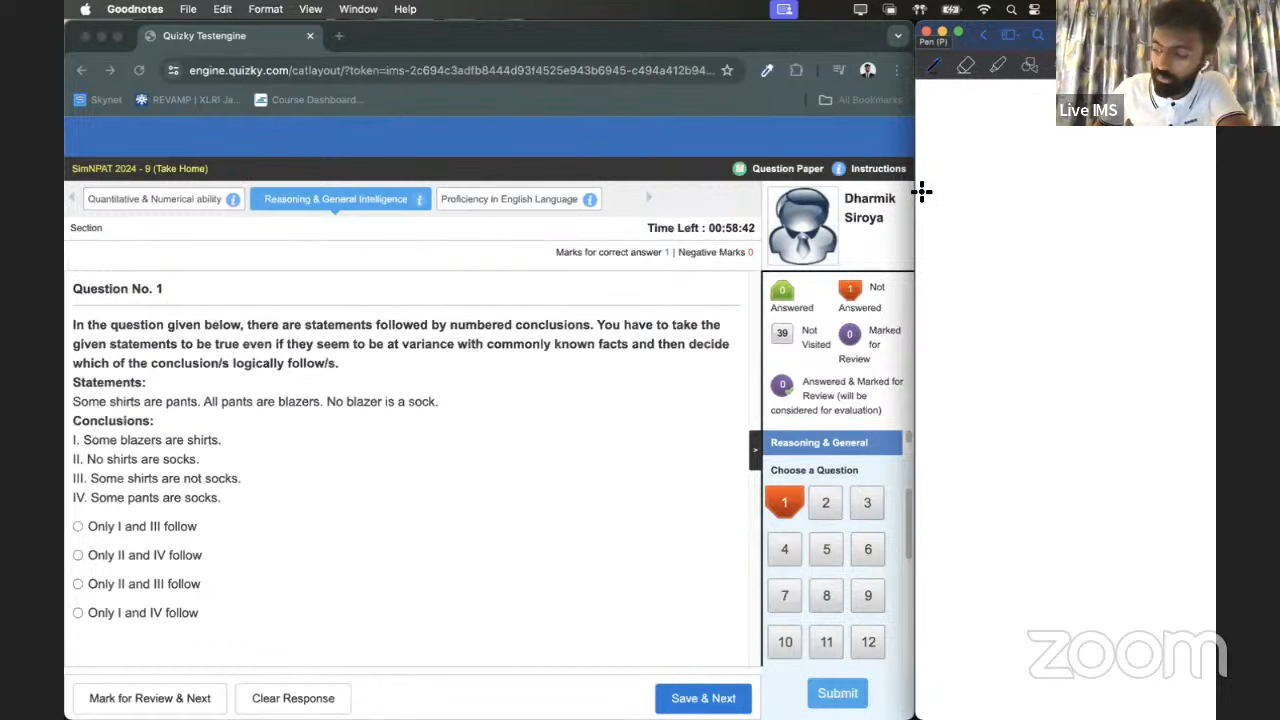 Goodnotes File Edit Format View Window Help
Quizky Testengine
Pen (P)
engine.quizky.com/catlayout/?token=ims-2c694c3adfb8444d93f4525e943b6945-c494a412b94...
Skynet REVAMP | XLRI Ja... Course Dashboard... All Bookmarks
Live IMS
SimNPAT 2024 - 9 (Take Home) Question Paper i Instructions
Quantitative & Numerical ability i Reasoning & General Intelligence i Proficiency in English Language i
Dharmik
Siroya
Section Time Left : 00:58:42
Marks for correct answer 1 | Negative Marks 0
Question No. 1
In the question given below, there are statements followed by numbered conclusions. You have to take the
given statements to be true even if they seem to be at variance with commonly known facts and then decide
which of the conclusion/s logically follow/s.
Statements:
Some shirts are pants. All pants are blazers. No blazer is a sock.
Conclusions:
I. Some blazers are shirts.
II. No shirts are socks.
III. Some shirts are not socks.
IV. Some pants are socks.
Only I and III follow
Only II and IV follow
Only II and III follow
Only I and IV follow
Mark for Review & Next Clear Response Save & Next
0 Answered 1 Not Answered
39 Not Visited 0 Marked for Review
0 Answered & Marked for
Review (will be
considered for evaluation)
Reasoning & General
Choose a Question
1 2 3
4 5 6
7 8 9
10 11 12
Submit
zoom